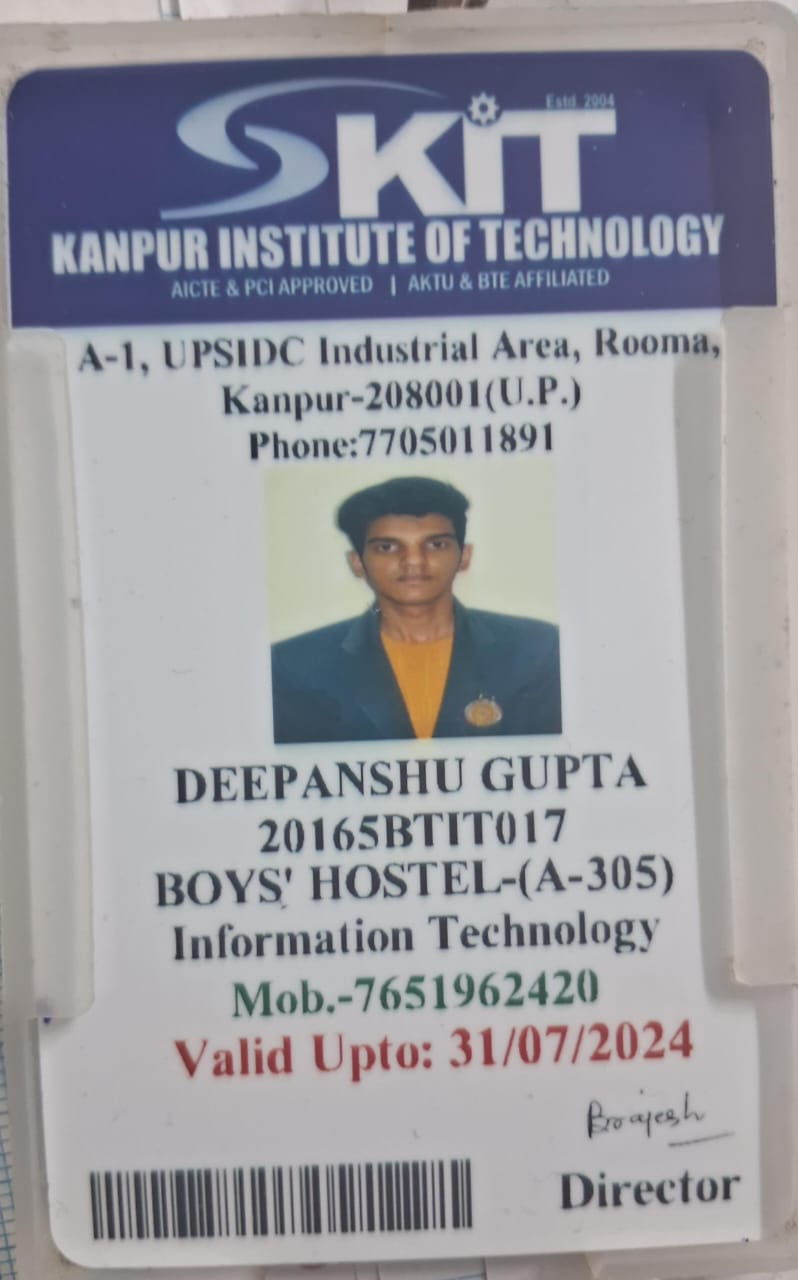 Estd. 2004
KIT
KANPUR INSTITUTE OF TECHNOLOGY
AICTE & PCI APPROVED | AKTU & BTE AFFILIATED
A-1, UPSIDC Industrial Area, Rooma,
Kanpur-208001(U.P.)
Phone:7705011891
DEEPANSHU GUPTA
20165BTIT017
BOYS' HOSTEL-(A-305)
Information Technology
Mob.-7651962420
Valid Upto: 31/07/2024
Brajesh
Director